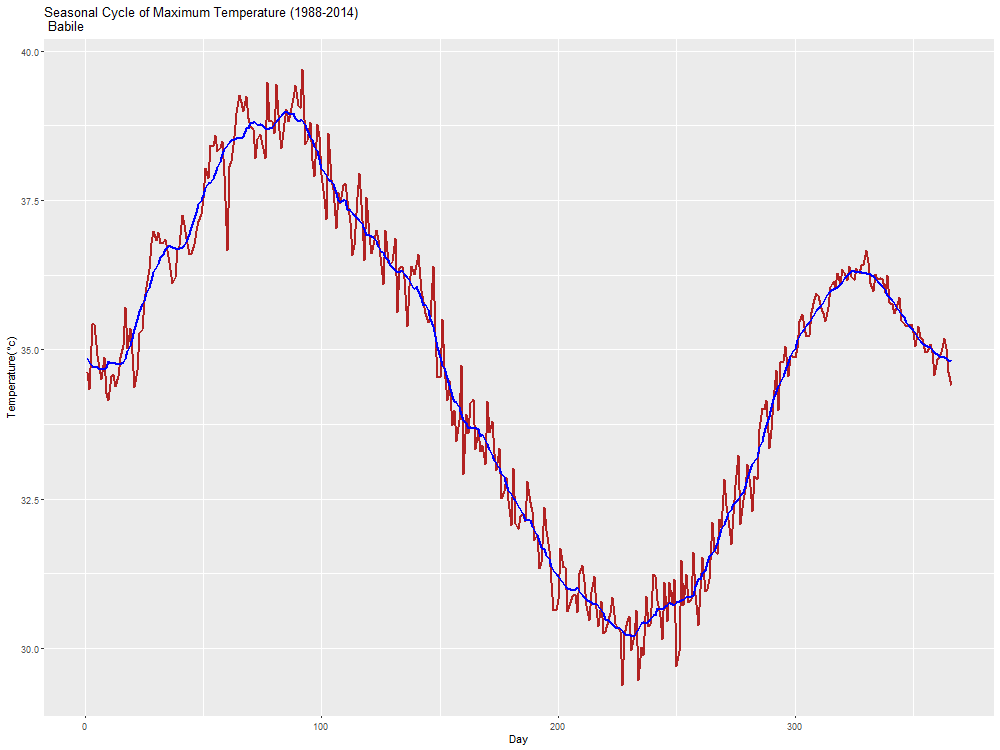 Seasonal Cycle of Maximum Temperature (1988-2014)
Babile
40.0
37.5
35.0
32.5
30.0
Temperature(°c)
0
100
200
300
Day